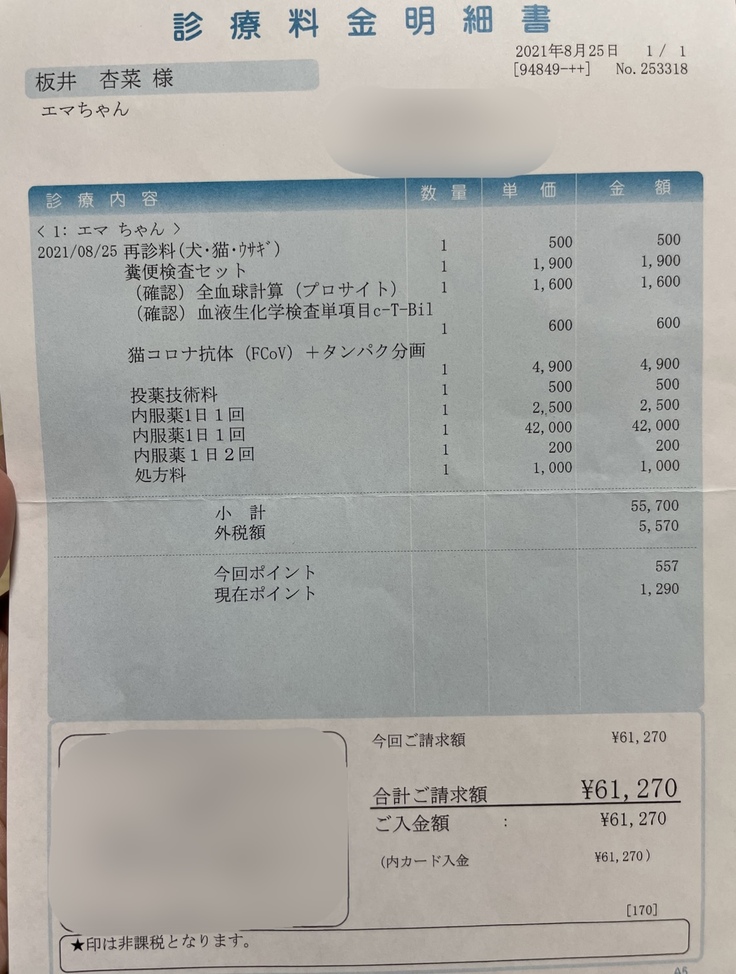 診療料金明細書
2021年8月25日 1 / 1
[94849-++] No. 253318
板井 杏菜 様
エマちゃん
診療内容 数量 単価 金額
< 1: エマ ちゃん >
2021/08/25 再診料(犬･猫･ｳｻｷﾞ) 1 500 500
糞便検査セット 1 1,900 1,900
（確認）全血球計算（プロサイト） 1 1,600 1,600
（確認）血液生化学検査単項目c-T-Bil
1 600 600
猫コロナ抗体（FCoV）＋タンパク分画
1 4,900 4,900
投薬技術料 1 500 500
内服薬1日１回 1 2,500 2,500
内服薬1日１回 1 42,000 42,000
内服薬１日２回 1 200 200
処方料 1 1,000 1,000
小 計 55,700
外税額 5,570
今回ポイント 557
現在ポイント 1,290
今回ご請求額 ¥61,270
合計ご請求額 ¥61,270
ご入金額 : ¥61,270
（内カード入金 ¥61,270）
[170]
★印は非課税となります。
A5